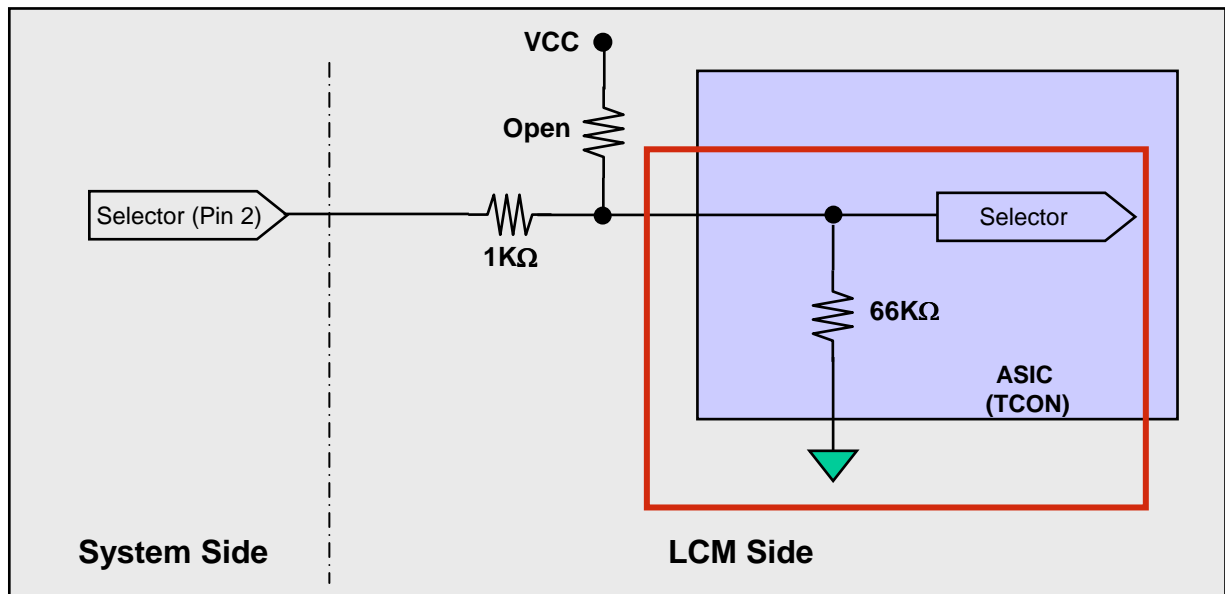 VCC
Open
Selector (Pin 2)
Selector
1KΩ
66KΩ
ASIC
(TCON)
System Side
LCM Side